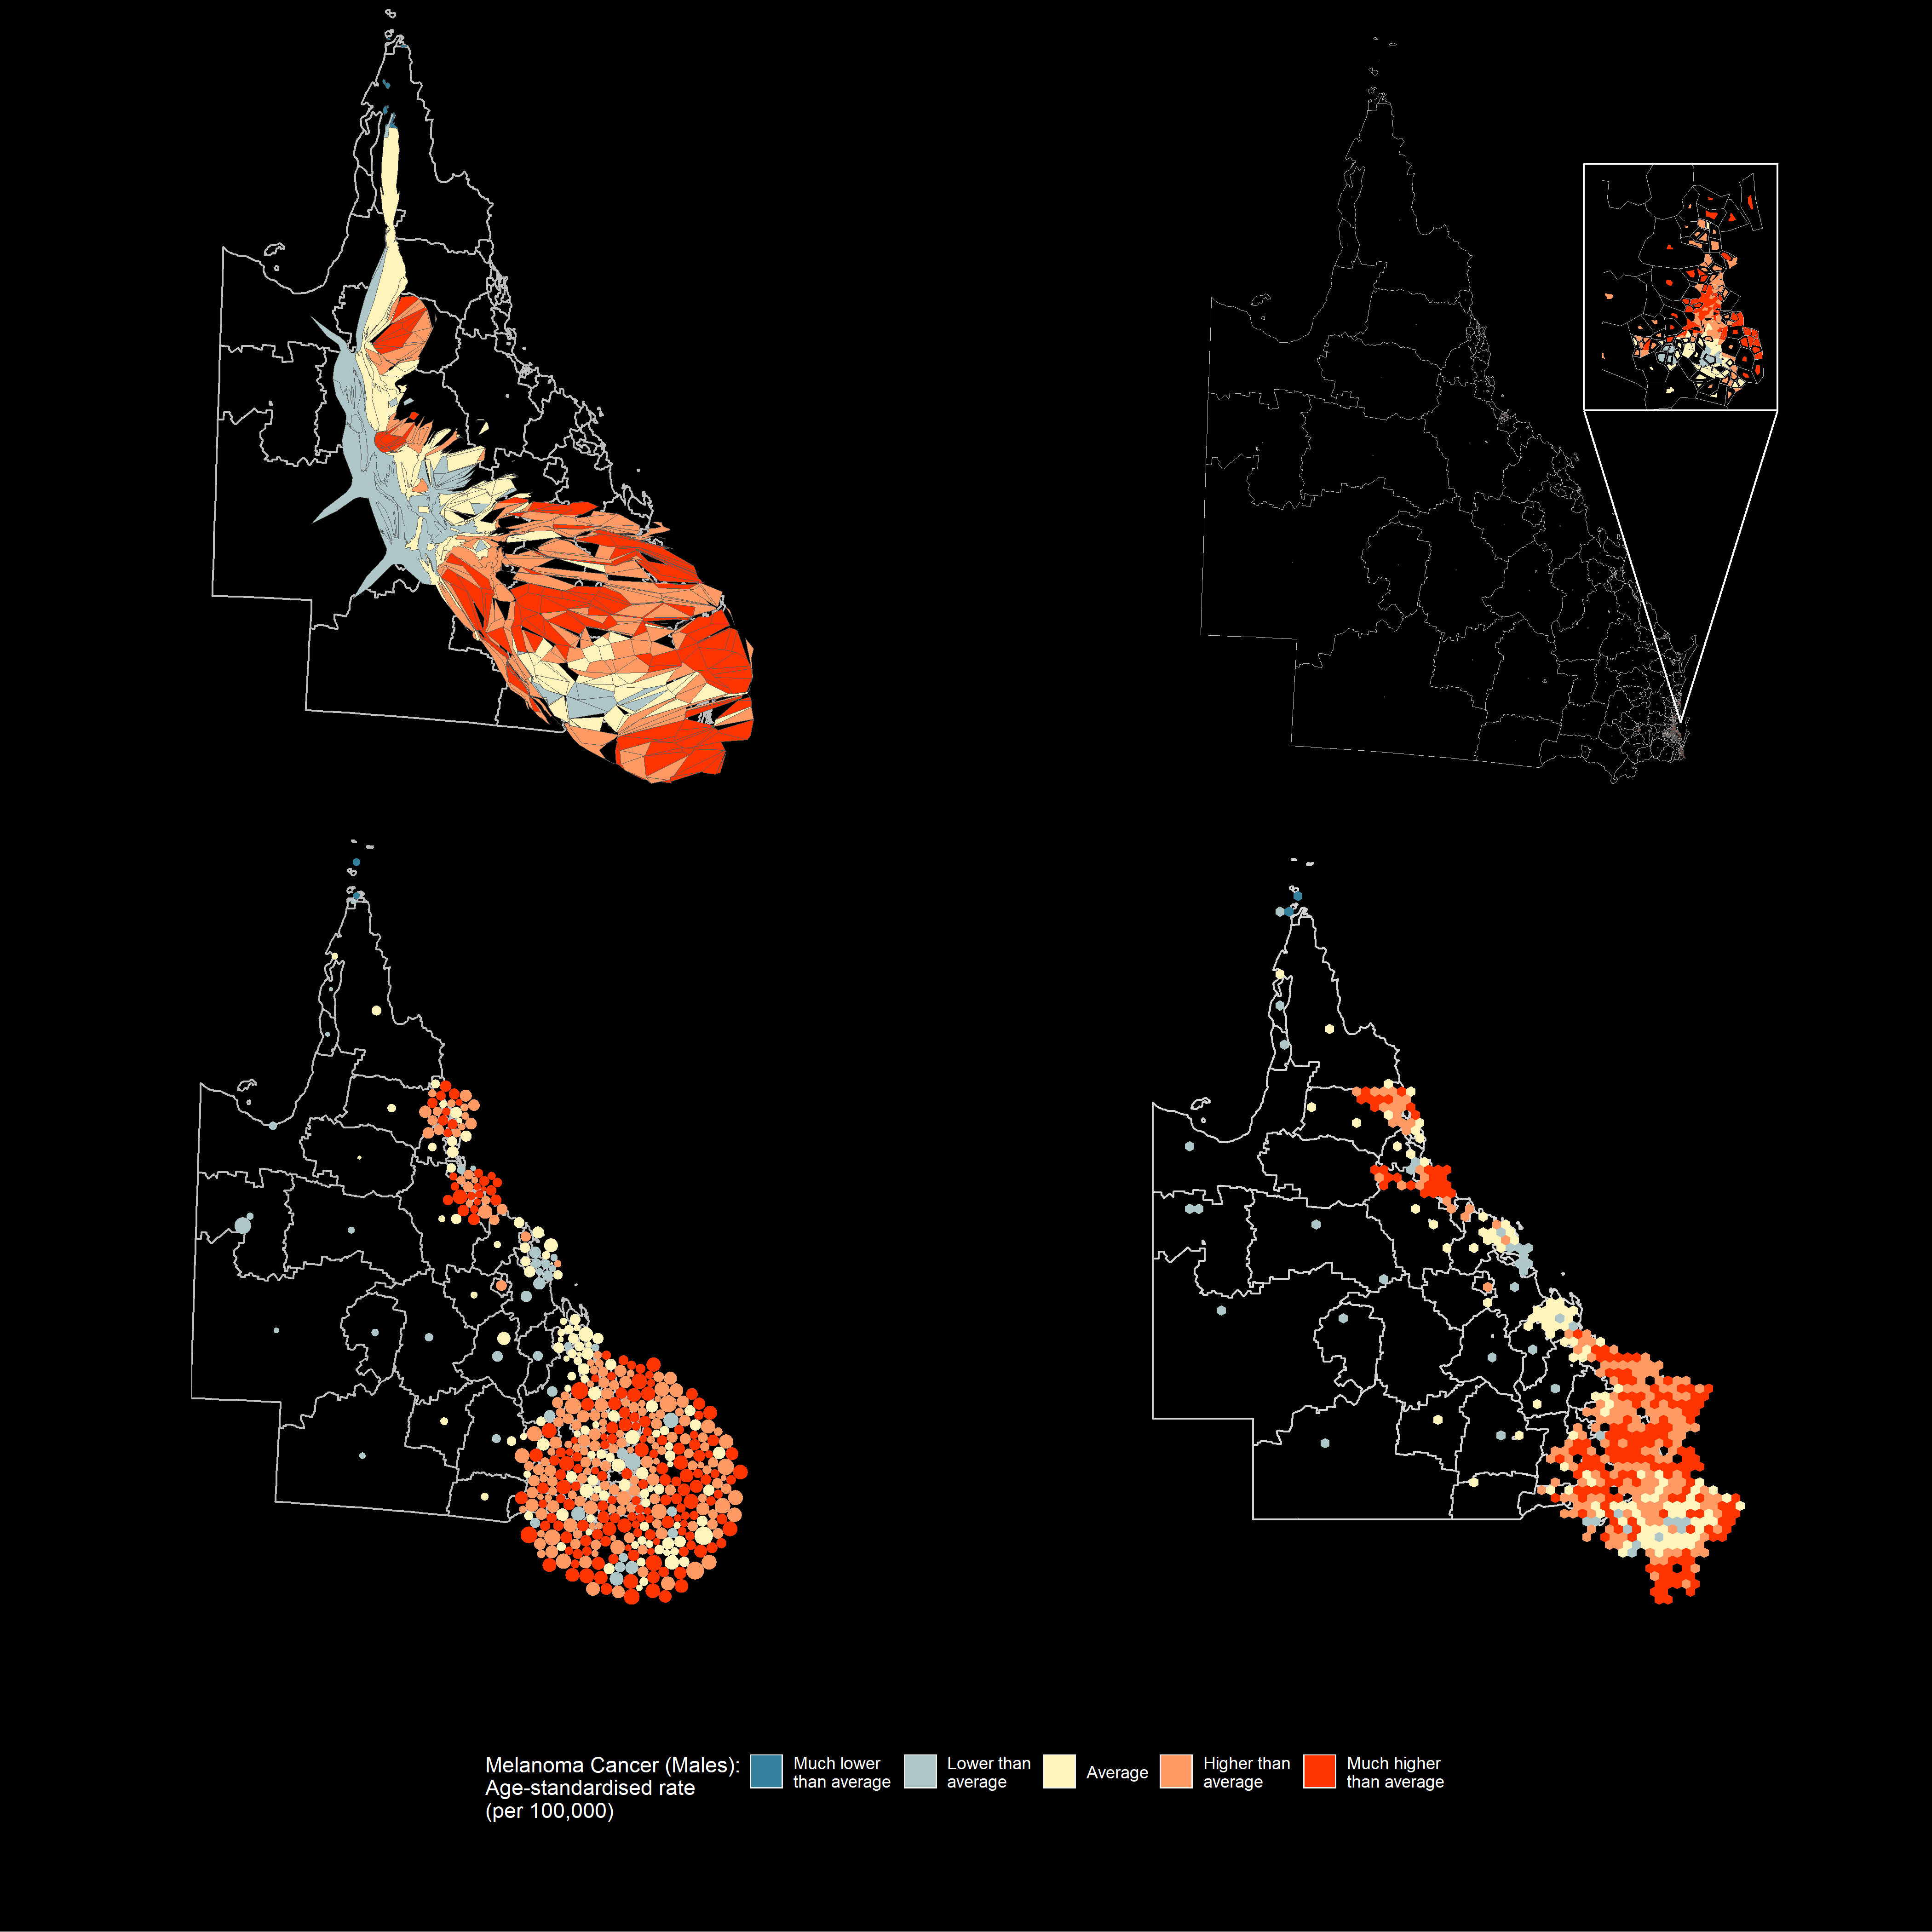 Melanoma Cancer (Males):
Age-standardised rate
(per 100,000)
Much lower
than average
Lower than
average
Average
Higher than
average
Much higher
than average